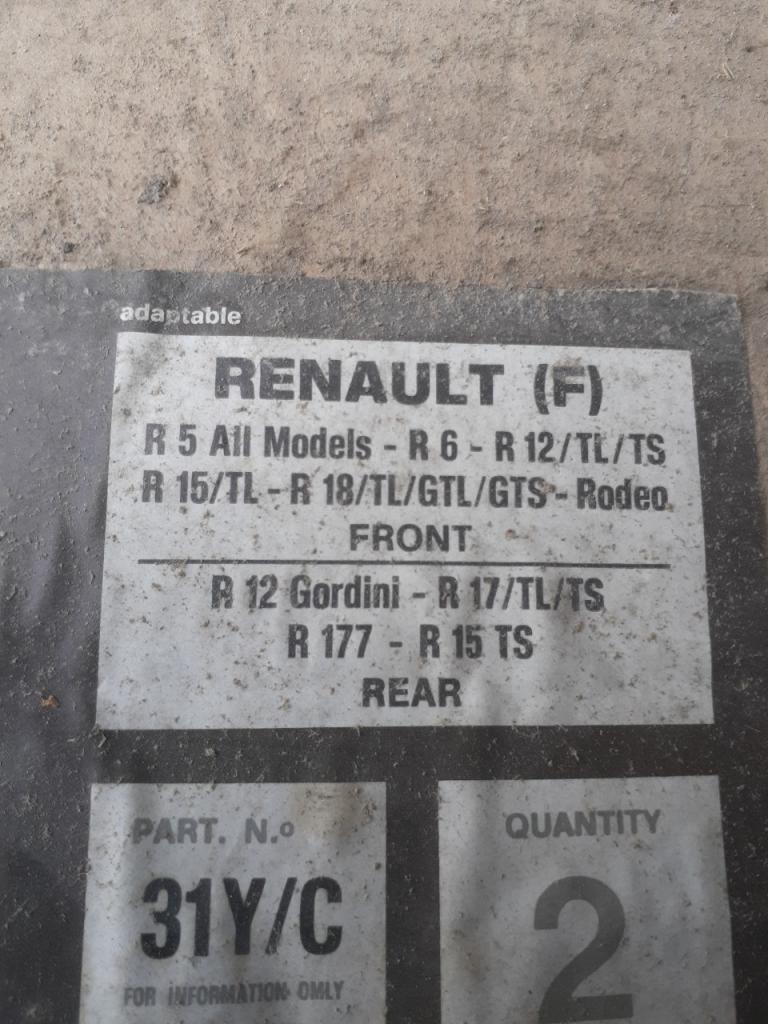 adaptable
RENAULT (F)
R 5 All Models - R 6 - R 12/TL/TS
R 15/TL - R 18/TL/GTL/GTS - Rodeo
FRONT
R 12 Gordini - R 17/TL/TS
R 177 - R 15 TS
REAR
PART. N.º
31Y/C
FOR INFORMATION OMLY
QUANTITY
2